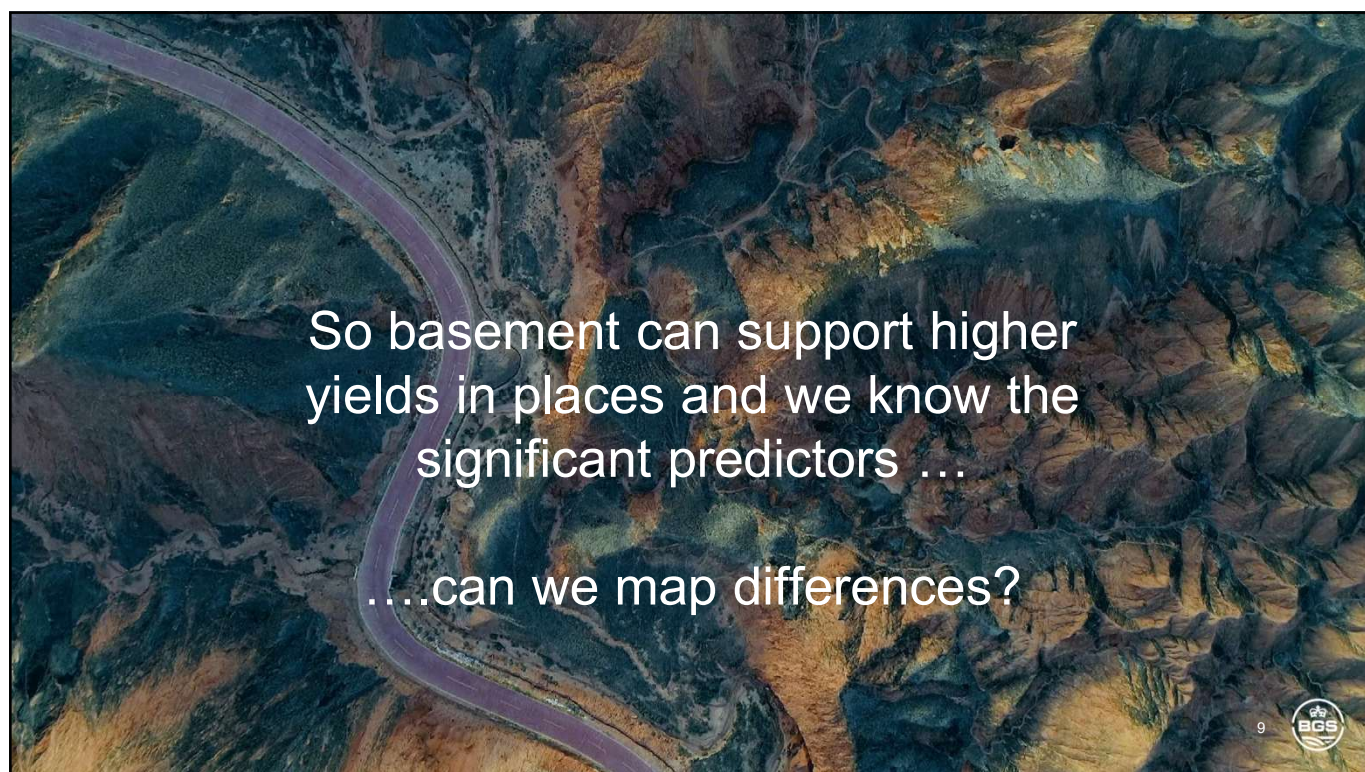 So basement can support higher
yields in places and we know the
significant predictors …
….can we map differences?
9
BGS